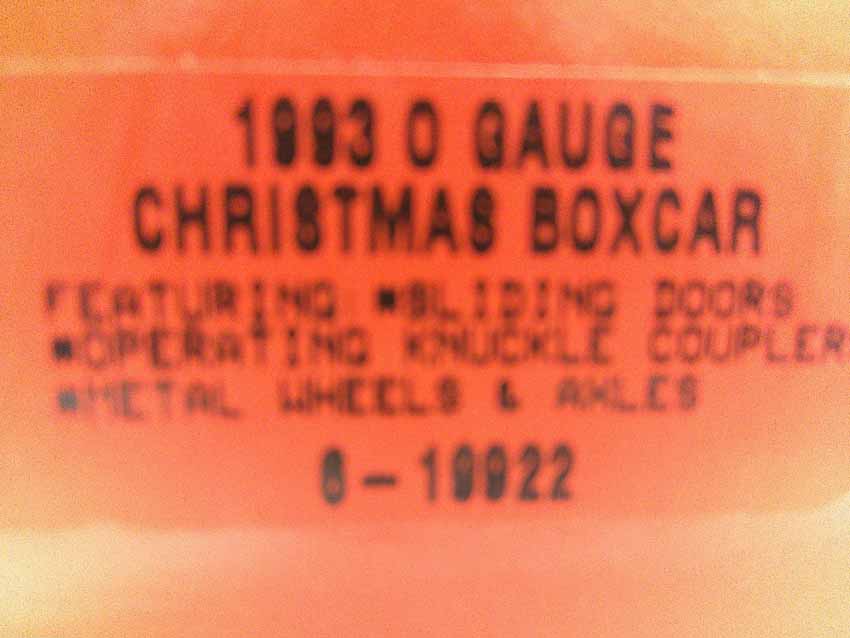 1993 O GAUGE
CHRISTMAS BOXCAR
FEATURING ■SLIDING DOORS
■OPERATING KNUCKLE COUPLER
■METAL WHEELS & AXLES
6-19922